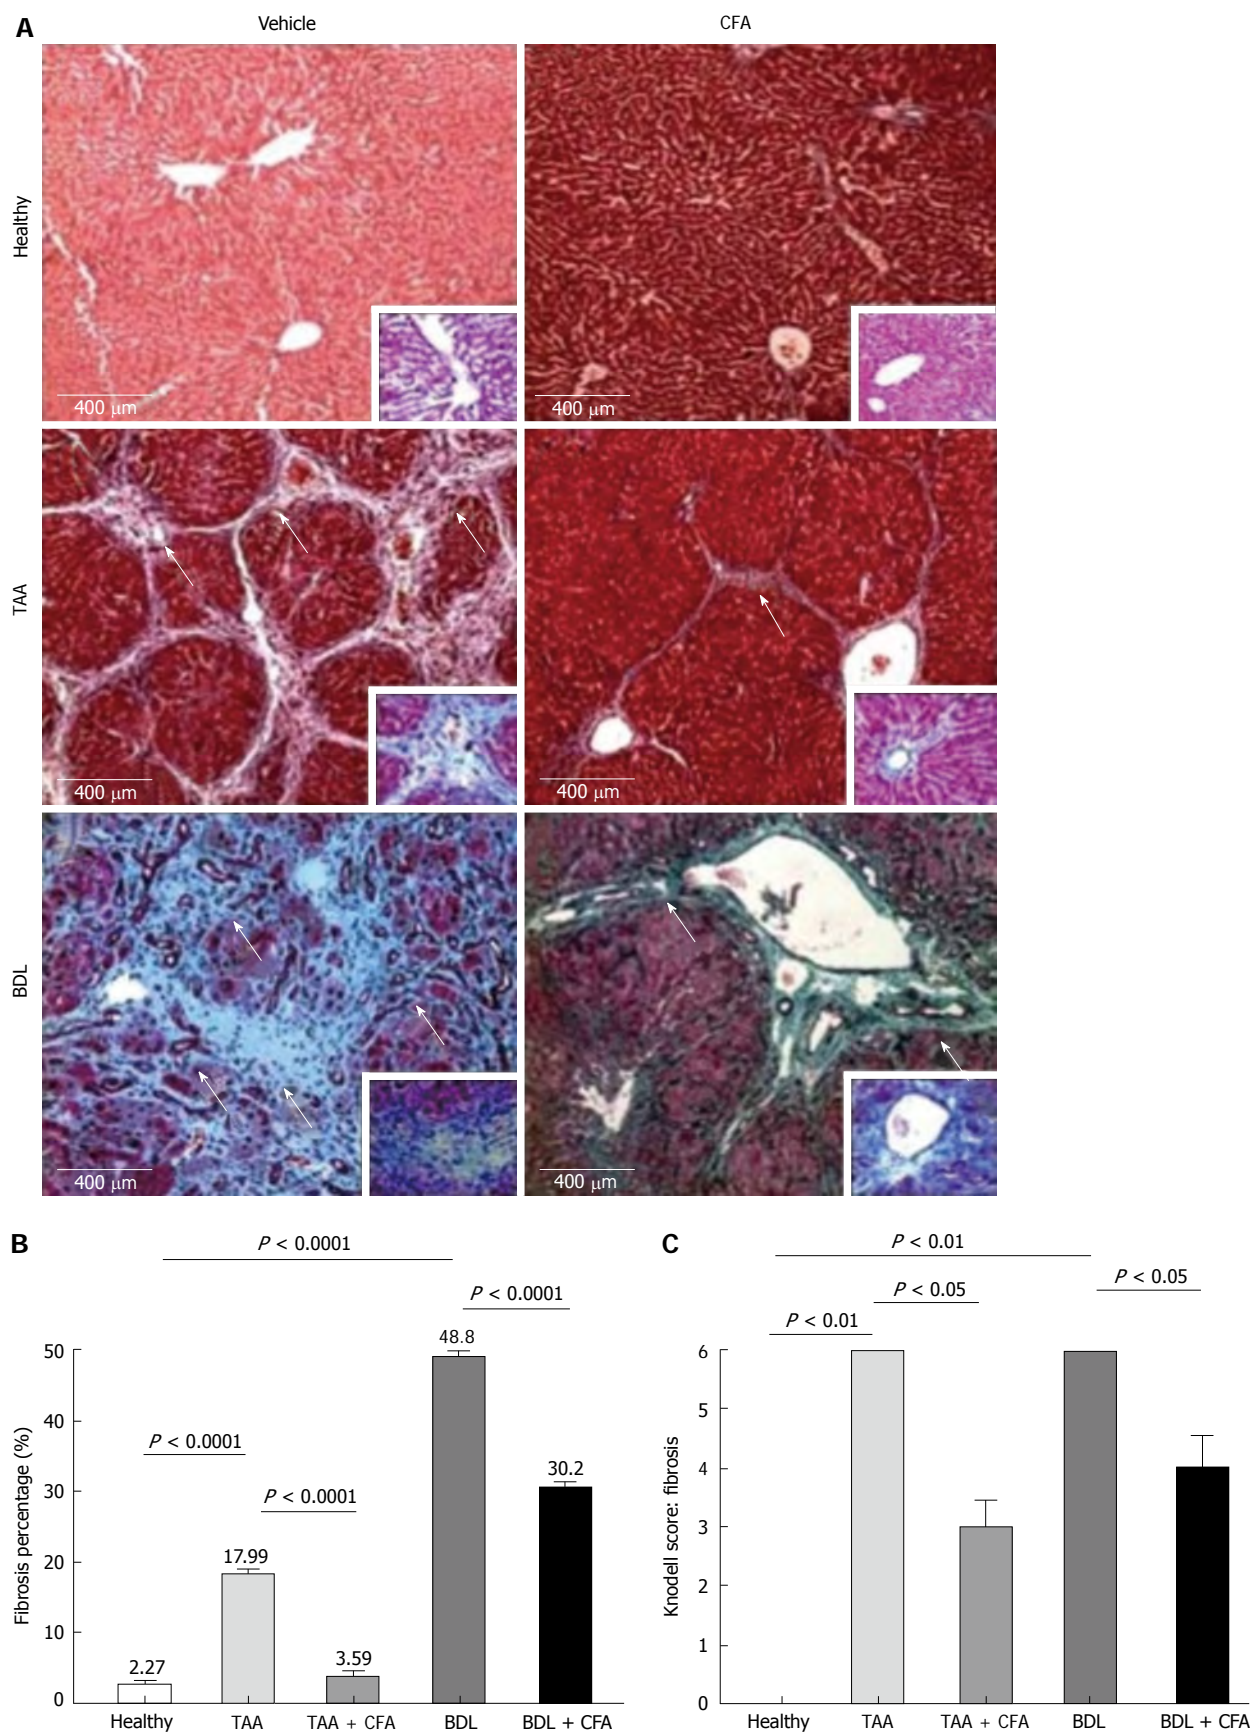 A
Vehicle
CFA
Healthy
400 μm
400 μm
TAA
400 μm
400 μm
BDL
400 μm
400 μm
B
P < 0.0001
P < 0.0001
P < 0.0001
P < 0.0001
Fibrosis percentage (%)
50
40
30
20
10
0
2.27
17.99
3.59
48.8
30.2
Healthy
TAA
TAA + CFA
BDL
BDL + CFA
C
P < 0.01
P < 0.05
P < 0.05
P < 0.01
Knodell score: fibrosis
6
5
4
3
2
1
0
Healthy
TAA
TAA + CFA
BDL
BDL + CFA